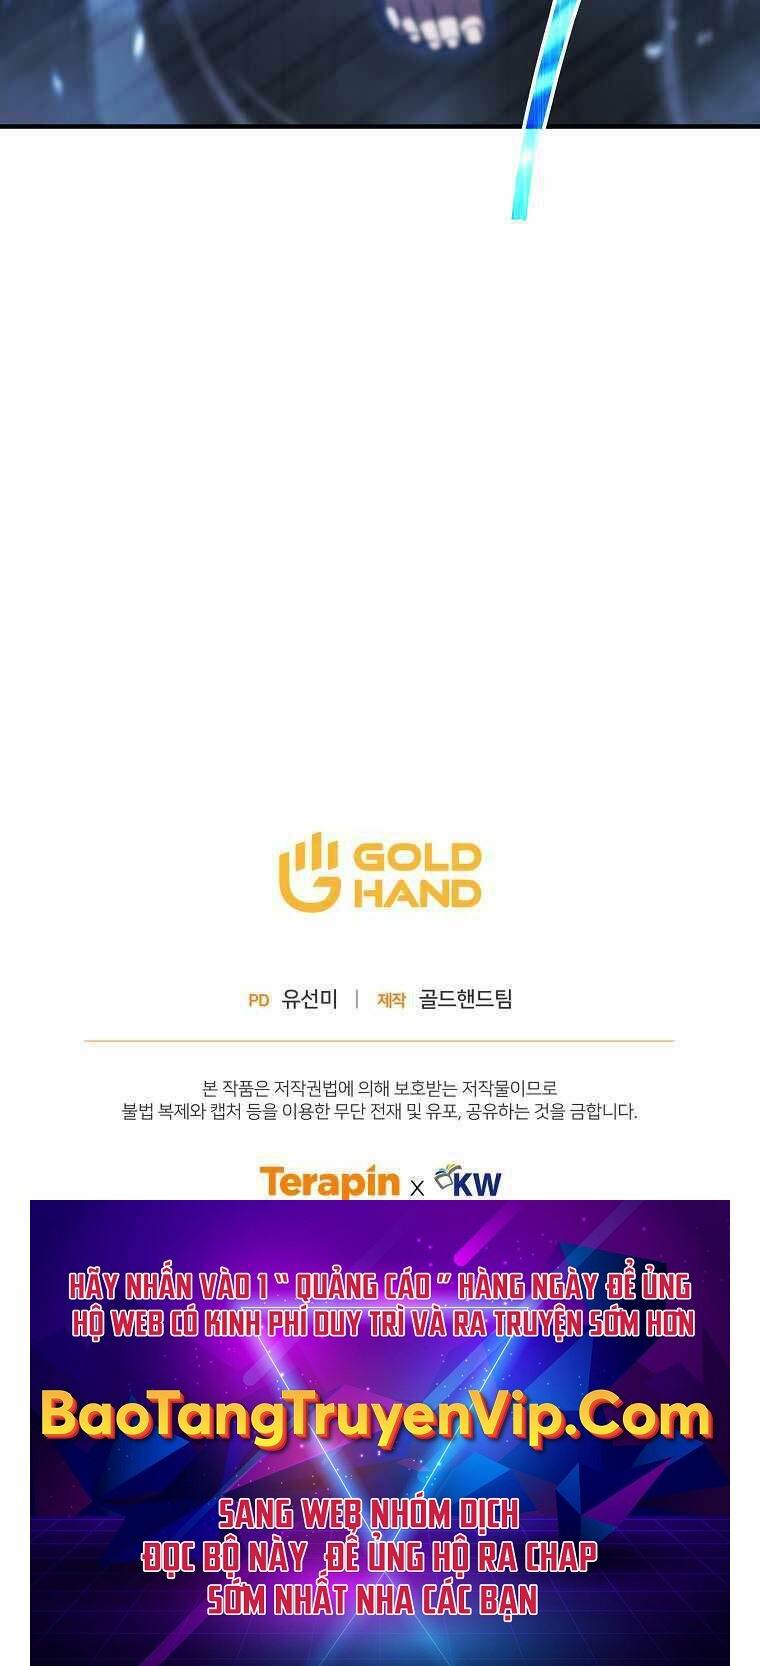 GOLD
HAND
PD 유선미 | 제작 골드핸드팀
본 작품은 저작권법에 의해 보호받는 저작물이므로
불법 복제와 캡처 등을 이용한 무단 전재 및 유포, 공유하는 것을 금합니다.
Terapin x KW
HÃY NHẤN VÀO 1 “ QUẢNG CÁO ” HÀNG NGÀY ĐỂ ỦNG
HỘ WEB CÓ KINH PHÍ DUY TRÌ VÀ RA TRUYỆN SỚM HƠN
BaoTangTruyenVip.Com
SANG WEB NHÓM DỊCH
ĐỌC BỘ NÀY ĐỂ ỦNG HỘ RA CHAP
SỚM NHẤT NHA CÁC BẠN